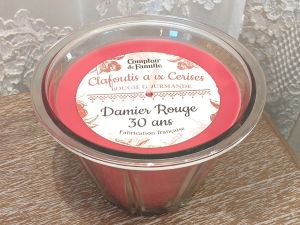 Comptoir
de Famille
Clafoutis aux Cerises
BOUGIE GOURMANDE
Damier Rouge
30 ans
Fabrication française